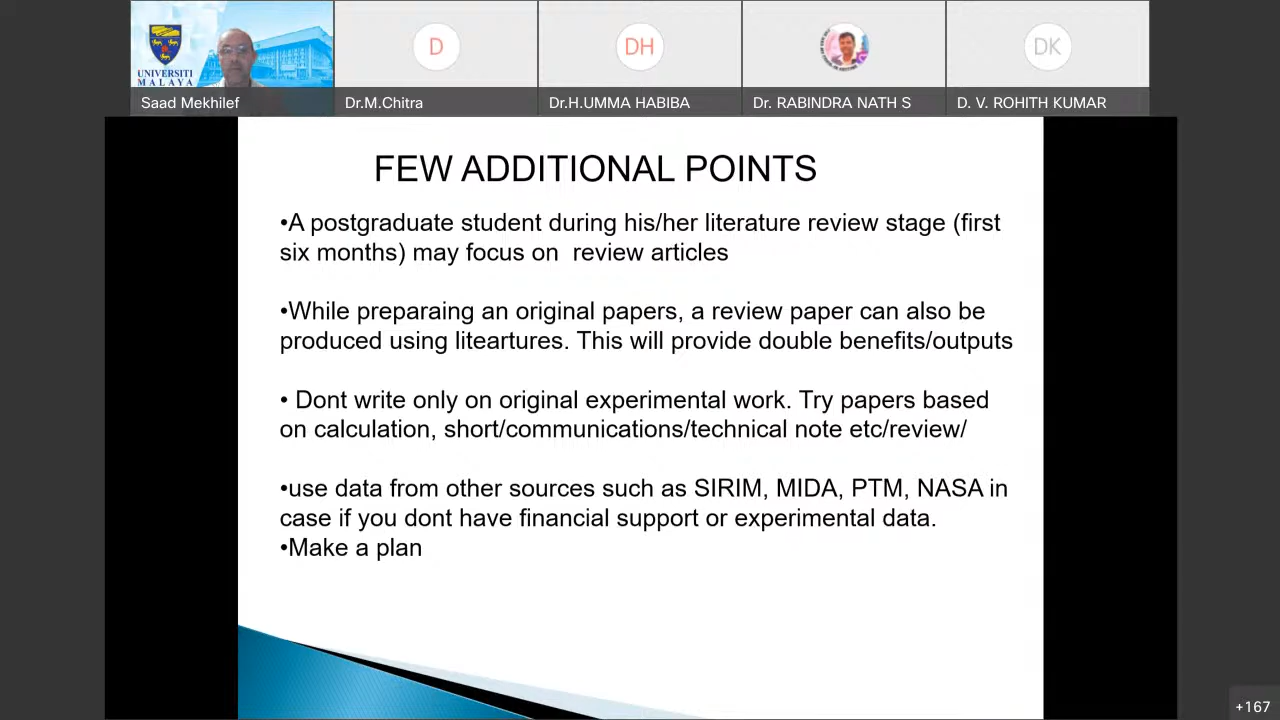 UNIVERSITI
MALAYA
D
DH
DK
Saad Mekhilef
Dr.M.Chitra
Dr.H.UMMA HABIBA
Dr. RABINDRA NATH S
D. V. ROHITH KUMAR
FEW ADDITIONAL POINTS
•A postgraduate student during his/her literature review stage (first
six months) may focus on  review articles
•While preparaing an original papers, a review paper can also be
produced using liteartures. This will provide double benefits/outputs
• Dont write only on original experimental work. Try papers based
on calculation, short/communications/technical note etc/review/
•use data from other sources such as SIRIM, MIDA, PTM, NASA in
case if you dont have financial support or experimental data.
•Make a plan
+167